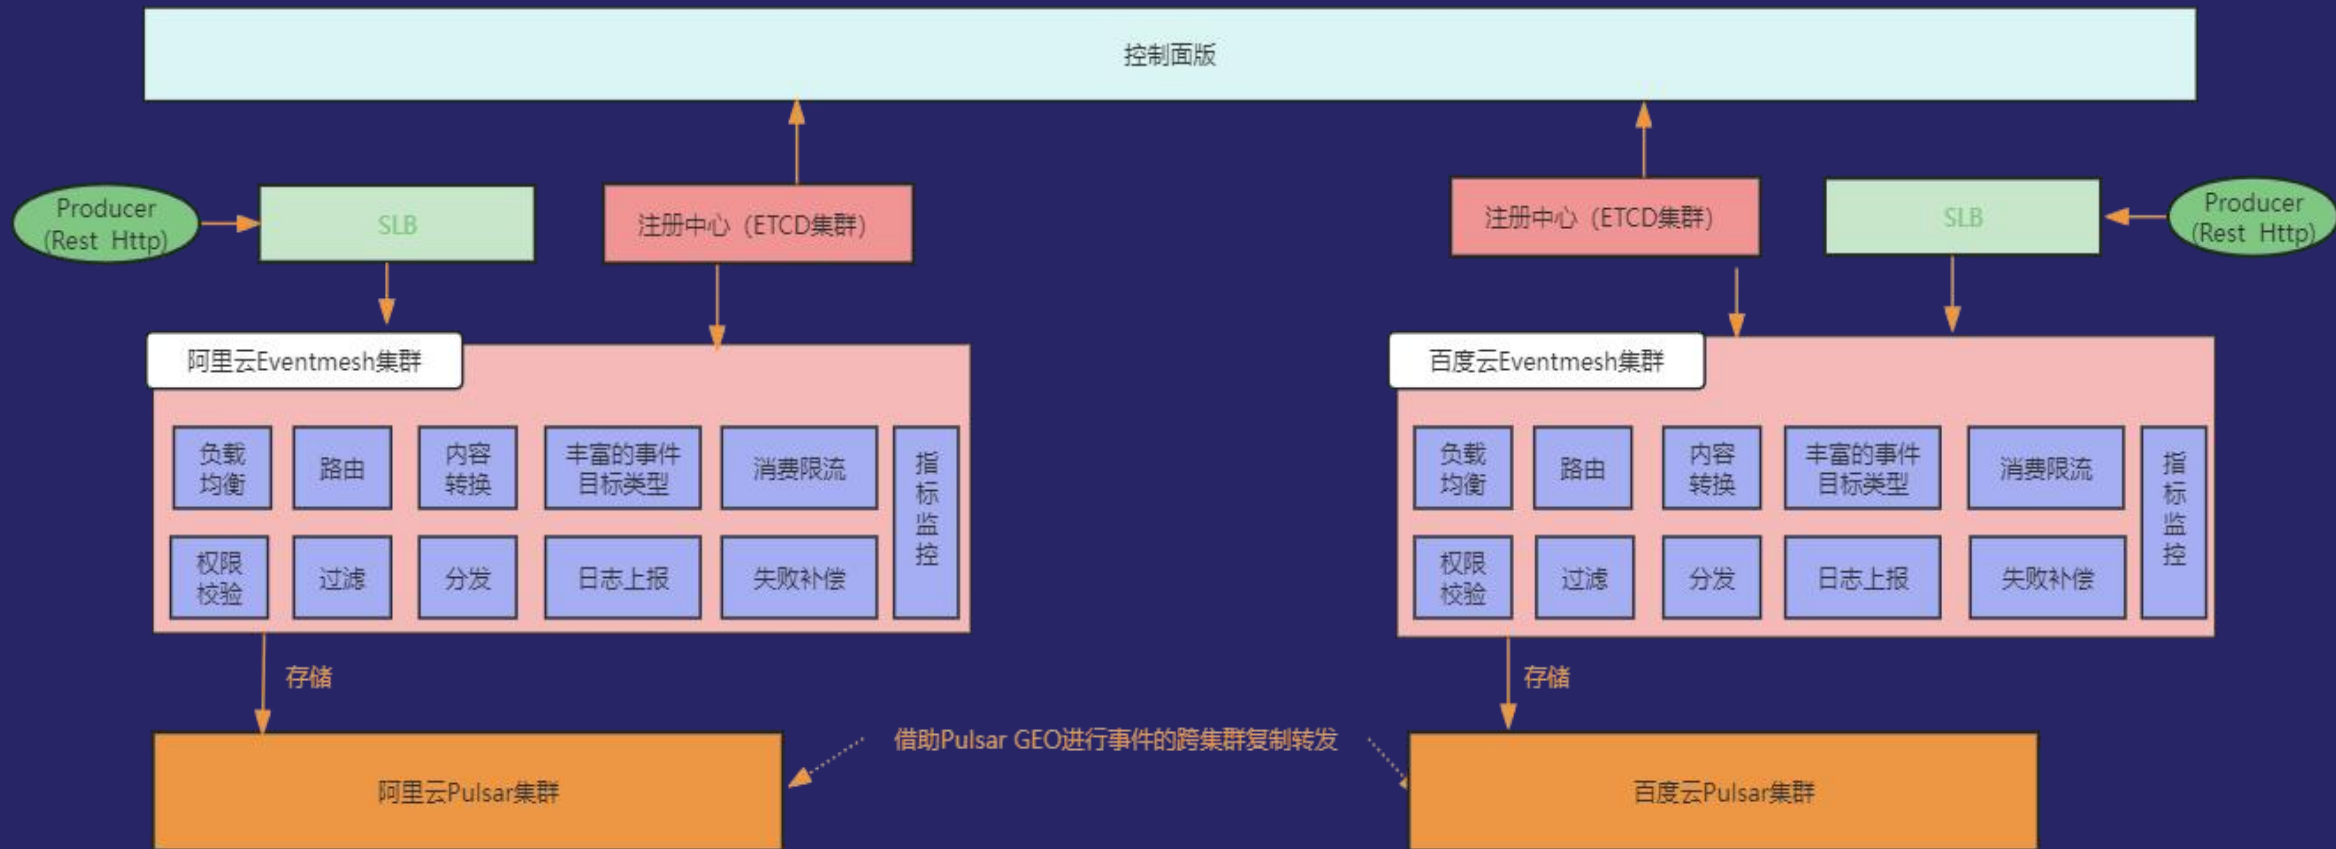 控制面版
Producer
(Rest Http)
SLB
注册中心（ETCD集群）
注册中心（ETCD集群）
SLB
Producer
(Rest Http)
阿里云Eventmesh集群
负载
均衡
路由
内容
转换
丰富的事件
目标类型
消费限流
指
标
监
控
权限
校验
过滤
分发
日志上报
失败补偿
百度云Eventmesh集群
负载
均衡
路由
内容
转换
丰富的事件
目标类型
消费限流
指
标
监
控
权限
校验
过滤
分发
日志上报
失败补偿
存储
存储
借助Pulsar GEO进行事件的跨集群复制转发
阿里云Pulsar集群
百度云Pulsar集群